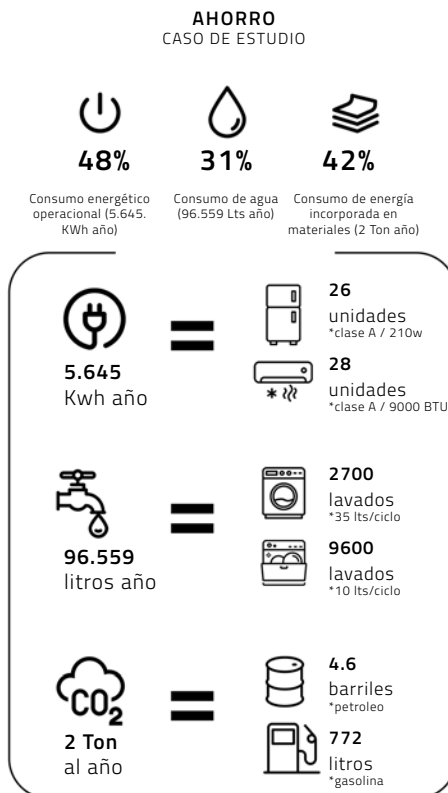 AHORRO
CASO DE ESTUDIO
48%
Consumo energético
operacional (5.645.
KWh año)
31%
Consumo de agua
(96.559 Lts año)
42%
Consumo de energía
incorporada en
materiales (2 Ton año)
5.645
Kwh año
=
26
unidades
*clase A / 210w
28
unidades
*clase A / 9000 BTU
96.559
litros año
=
2700
lavados
*35 lts/ciclo
9600
lavados
*10 lts/ciclo
CO2
2 Ton
al año
=
4.6
barriles
*petroleo
772
litros
*gasolina